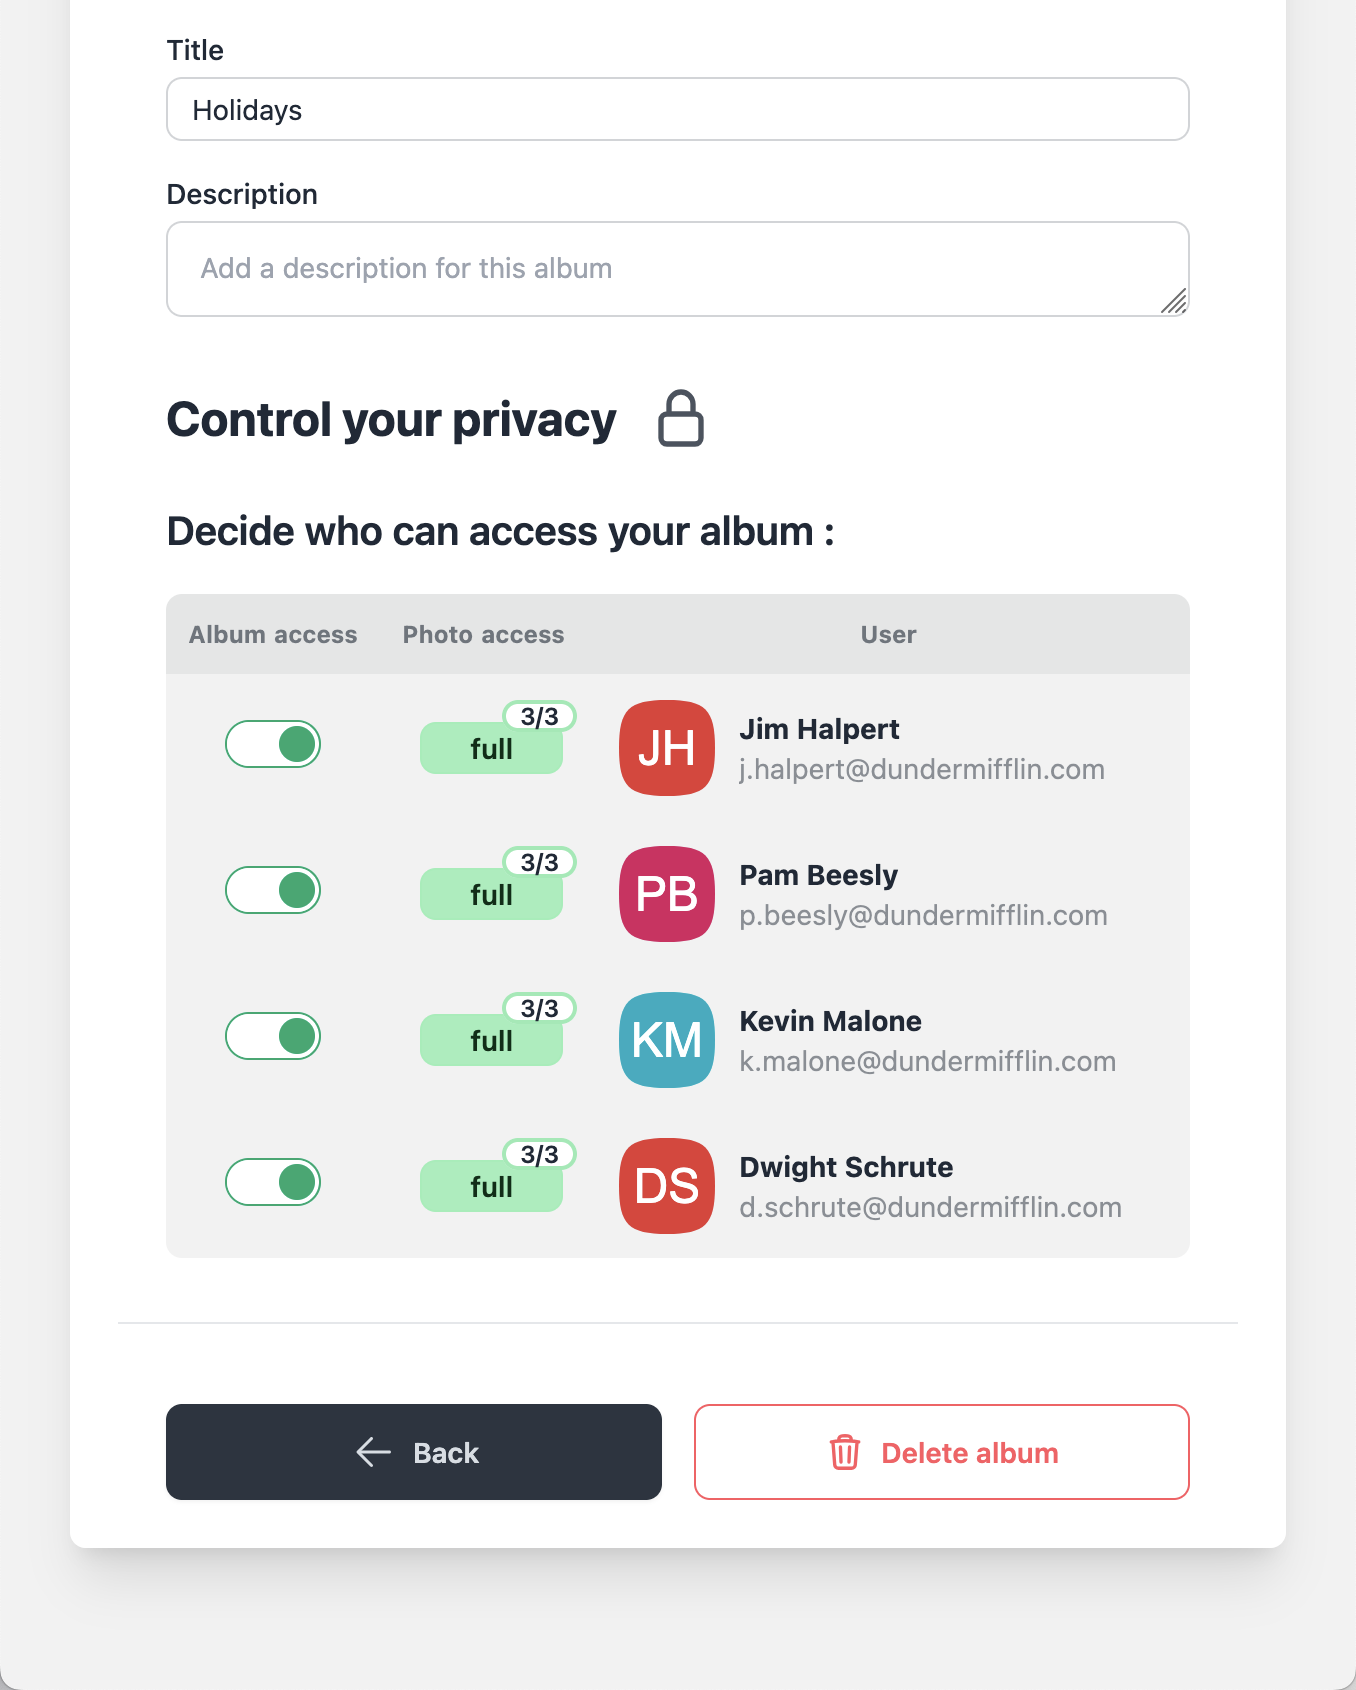 Title
Holidays
Description
Add a description for this album
Control your privacy
Decide who can access your album :
Album access Photo access User
3/3
full
JH
Jim Halpert
j.halpert@dundermifflin.com
3/3
full
PB
Pam Beesly
p.beesly@dundermifflin.com
3/3
full
KM
Kevin Malone
k.malone@dundermifflin.com
3/3
full
DS
Dwight Schrute
d.schrute@dundermifflin.com
Back
Delete album